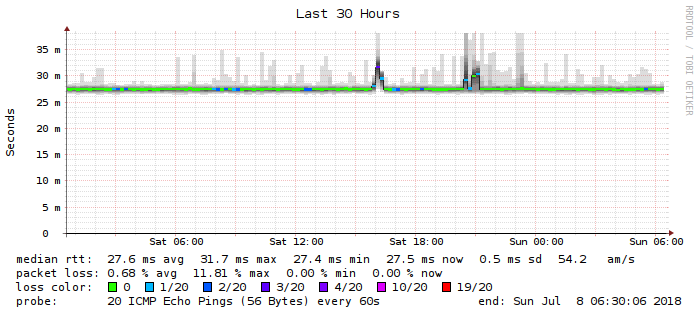 Last 30 Hours
RRDTOOL / TOBI OETIKER
Seconds
35 m
30 m
25 m
20 m
15 m
10 m
5 m
0
Sat 06:00 Sat 12:00 Sat 18:00 Sun 00:00 Sun 06:00
median rtt: 27.6 ms avg 31.7 ms max 27.4 ms min 27.5 ms now 0.5 ms sd 54.2 am/s
packet loss: 0.68 % avg 11.81 % max 0.00 % min 0.00 % now
loss color: 0 1/20 2/20 3/20 4/20 10/20 19/20
probe: 20 ICMP Echo Pings (56 Bytes) every 60s end: Sun Jul 8 06:30:06 2018